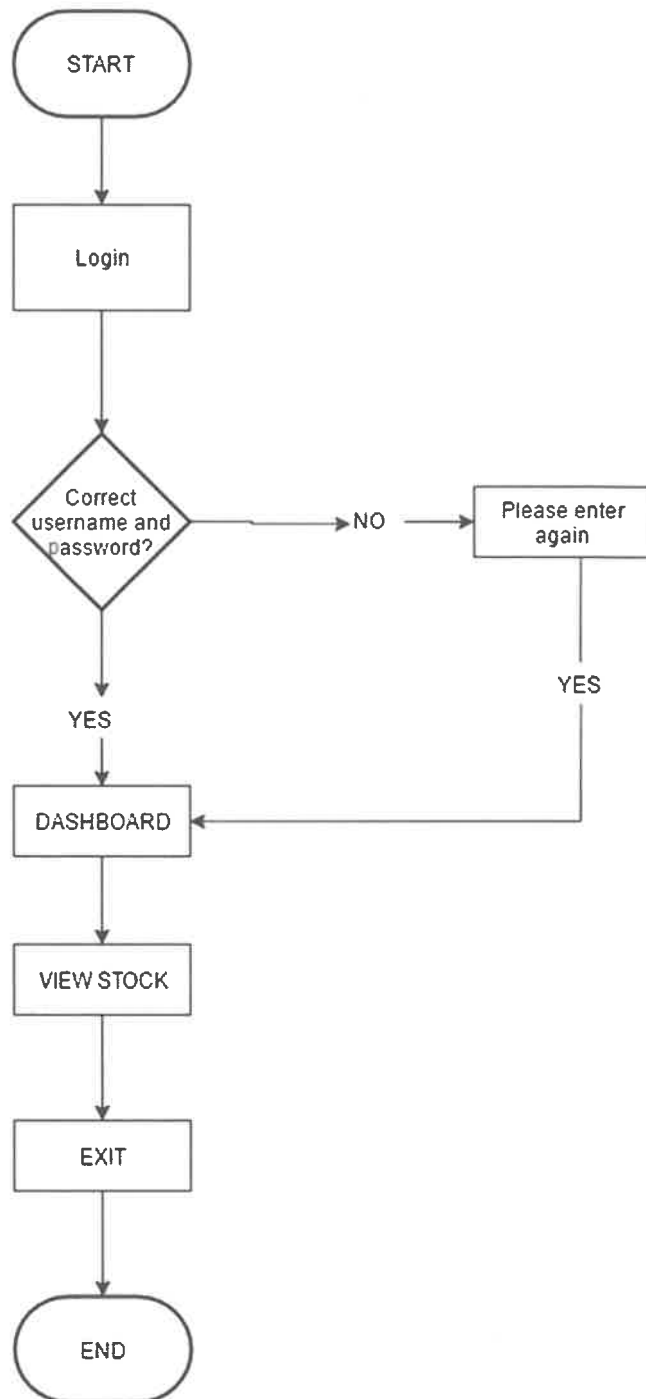 START
Login
Correct
username and
password?
NO
Please enter
again
YES
YES
DASHBOARD
VIEW STOCK
EXIT
END